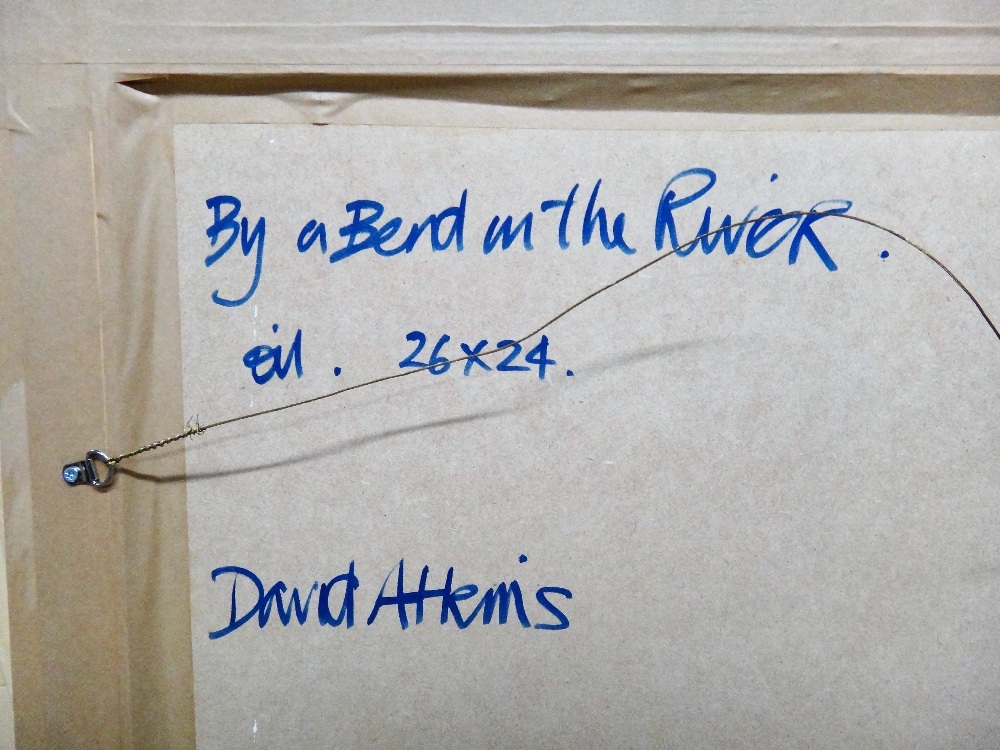 By a Bend in the River.
oil. 26x24.
David Atkins